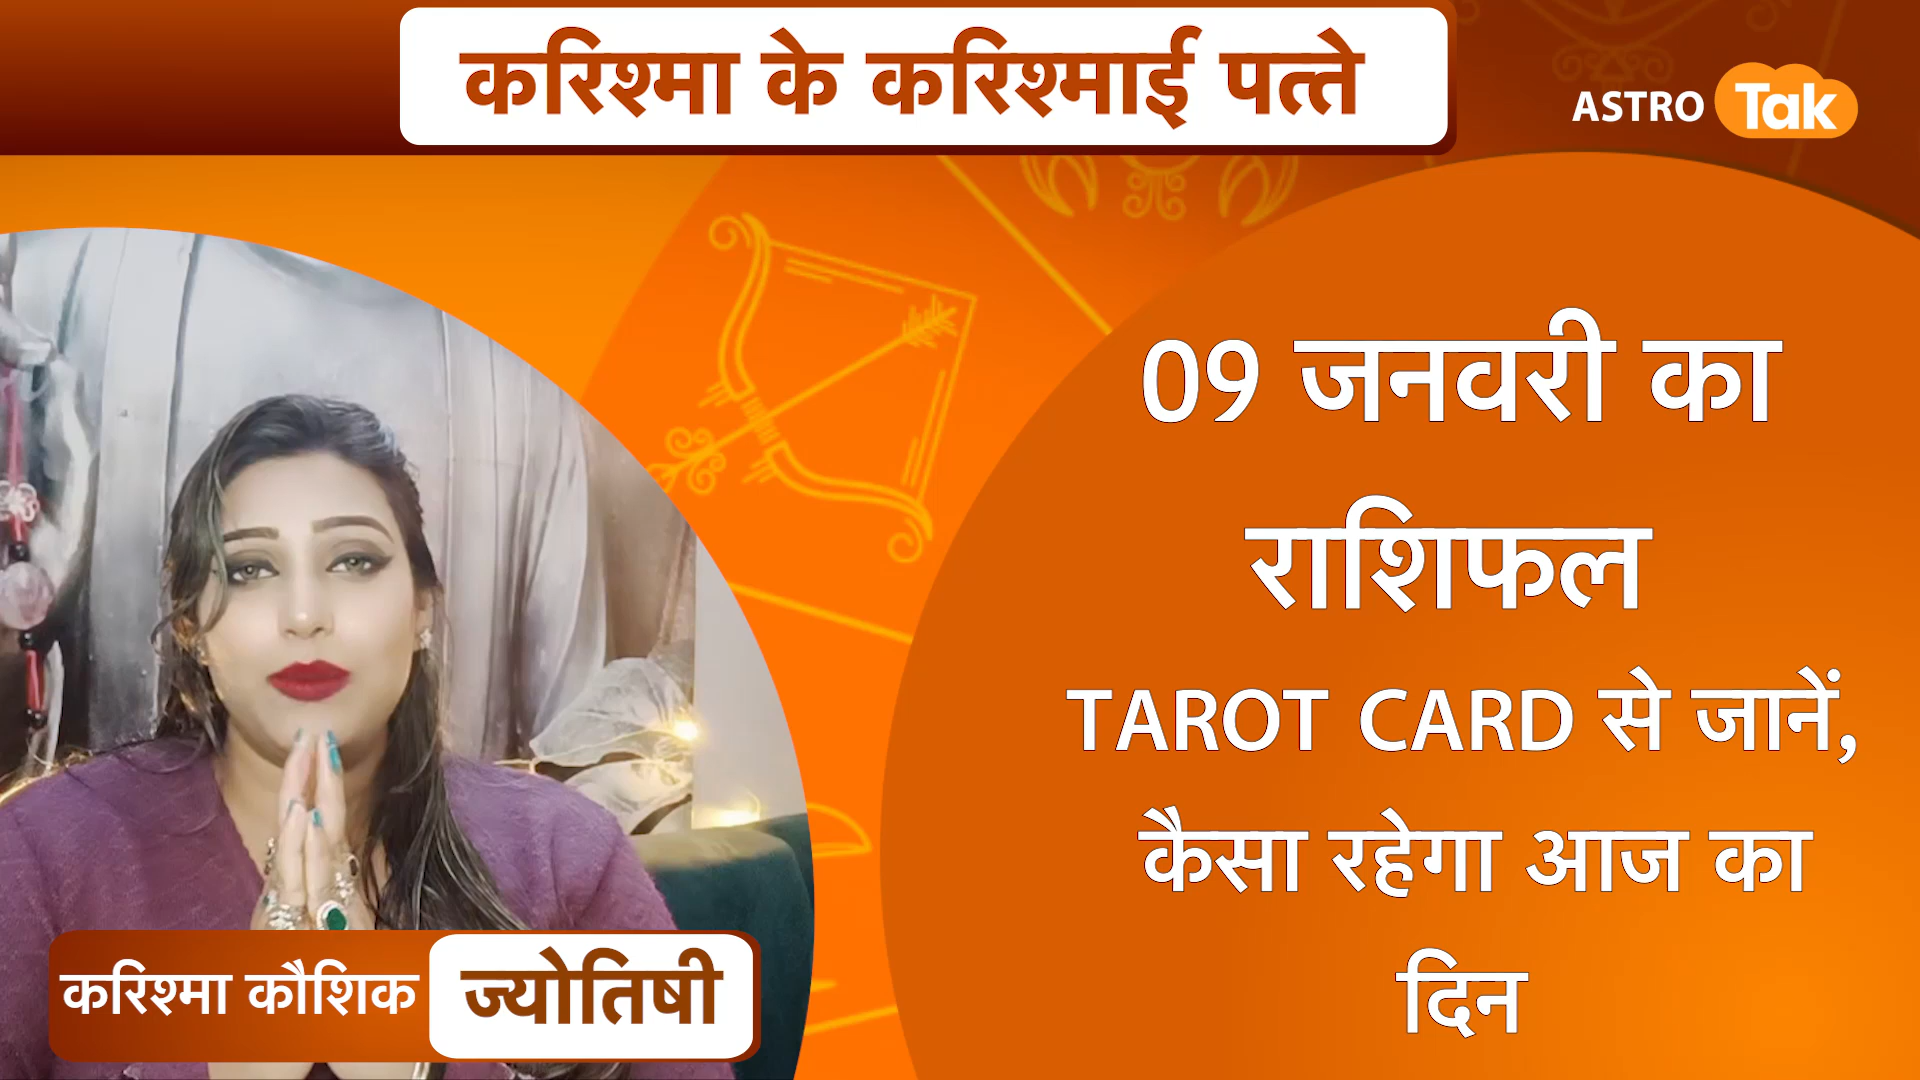 करिश्मा के करिश्माई पत्ते
ASTRO Tak
09 जनवरी का
राशिफल
TAROT CARD से जानें,
कैसा रहेगा आज का
दिन
करिश्मा कौशिक
ज्योतिषी